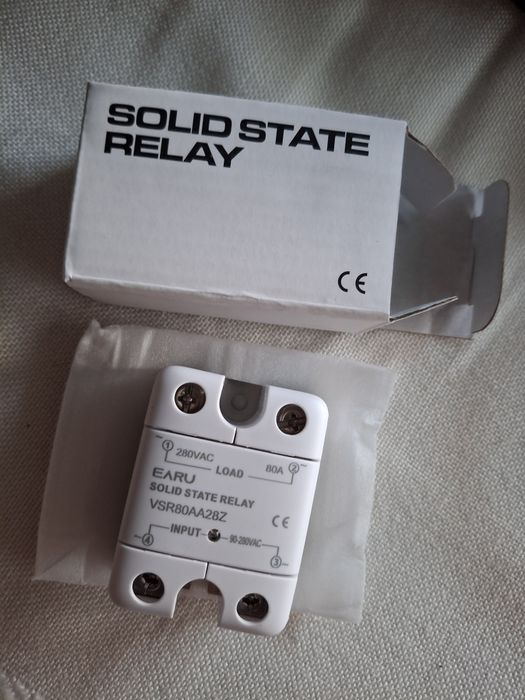 SOLID STATE
RELAY
CE
~ 1 280VAC LOAD 80A 2 ~
EARU
SOLID STATE RELAY
VSR80AA28Z
CE
~ 4 INPUT 90-280VAC 3 ~